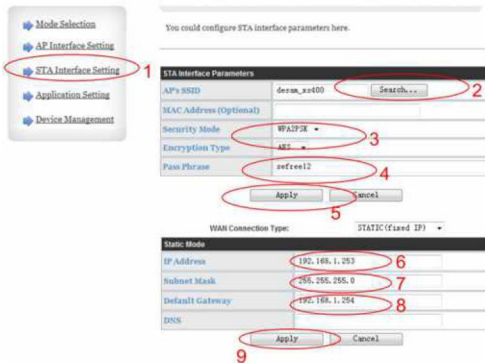 Mode Selection
AP Interface Setting
STA Interface Setting
1
Application Setting
Device Management
You could configure STA interface parameters here.
STA Interface Parameters
AP's SSID desam_xs400 Search... 2
MAC Address (Optional)
Security Mode WPA2PSK 3
Encryption Type AES
Pass Phrase sefree12 4
Apply Cancel
5
WAN Connection Type: STATIC(fixed IP)
Static Mode
IP Address 192.168.1.253 6
Subnet Mask 255.255.255.0 7
Default Gateway 192.168.1.254 8
DNS
Apply Cancel
9